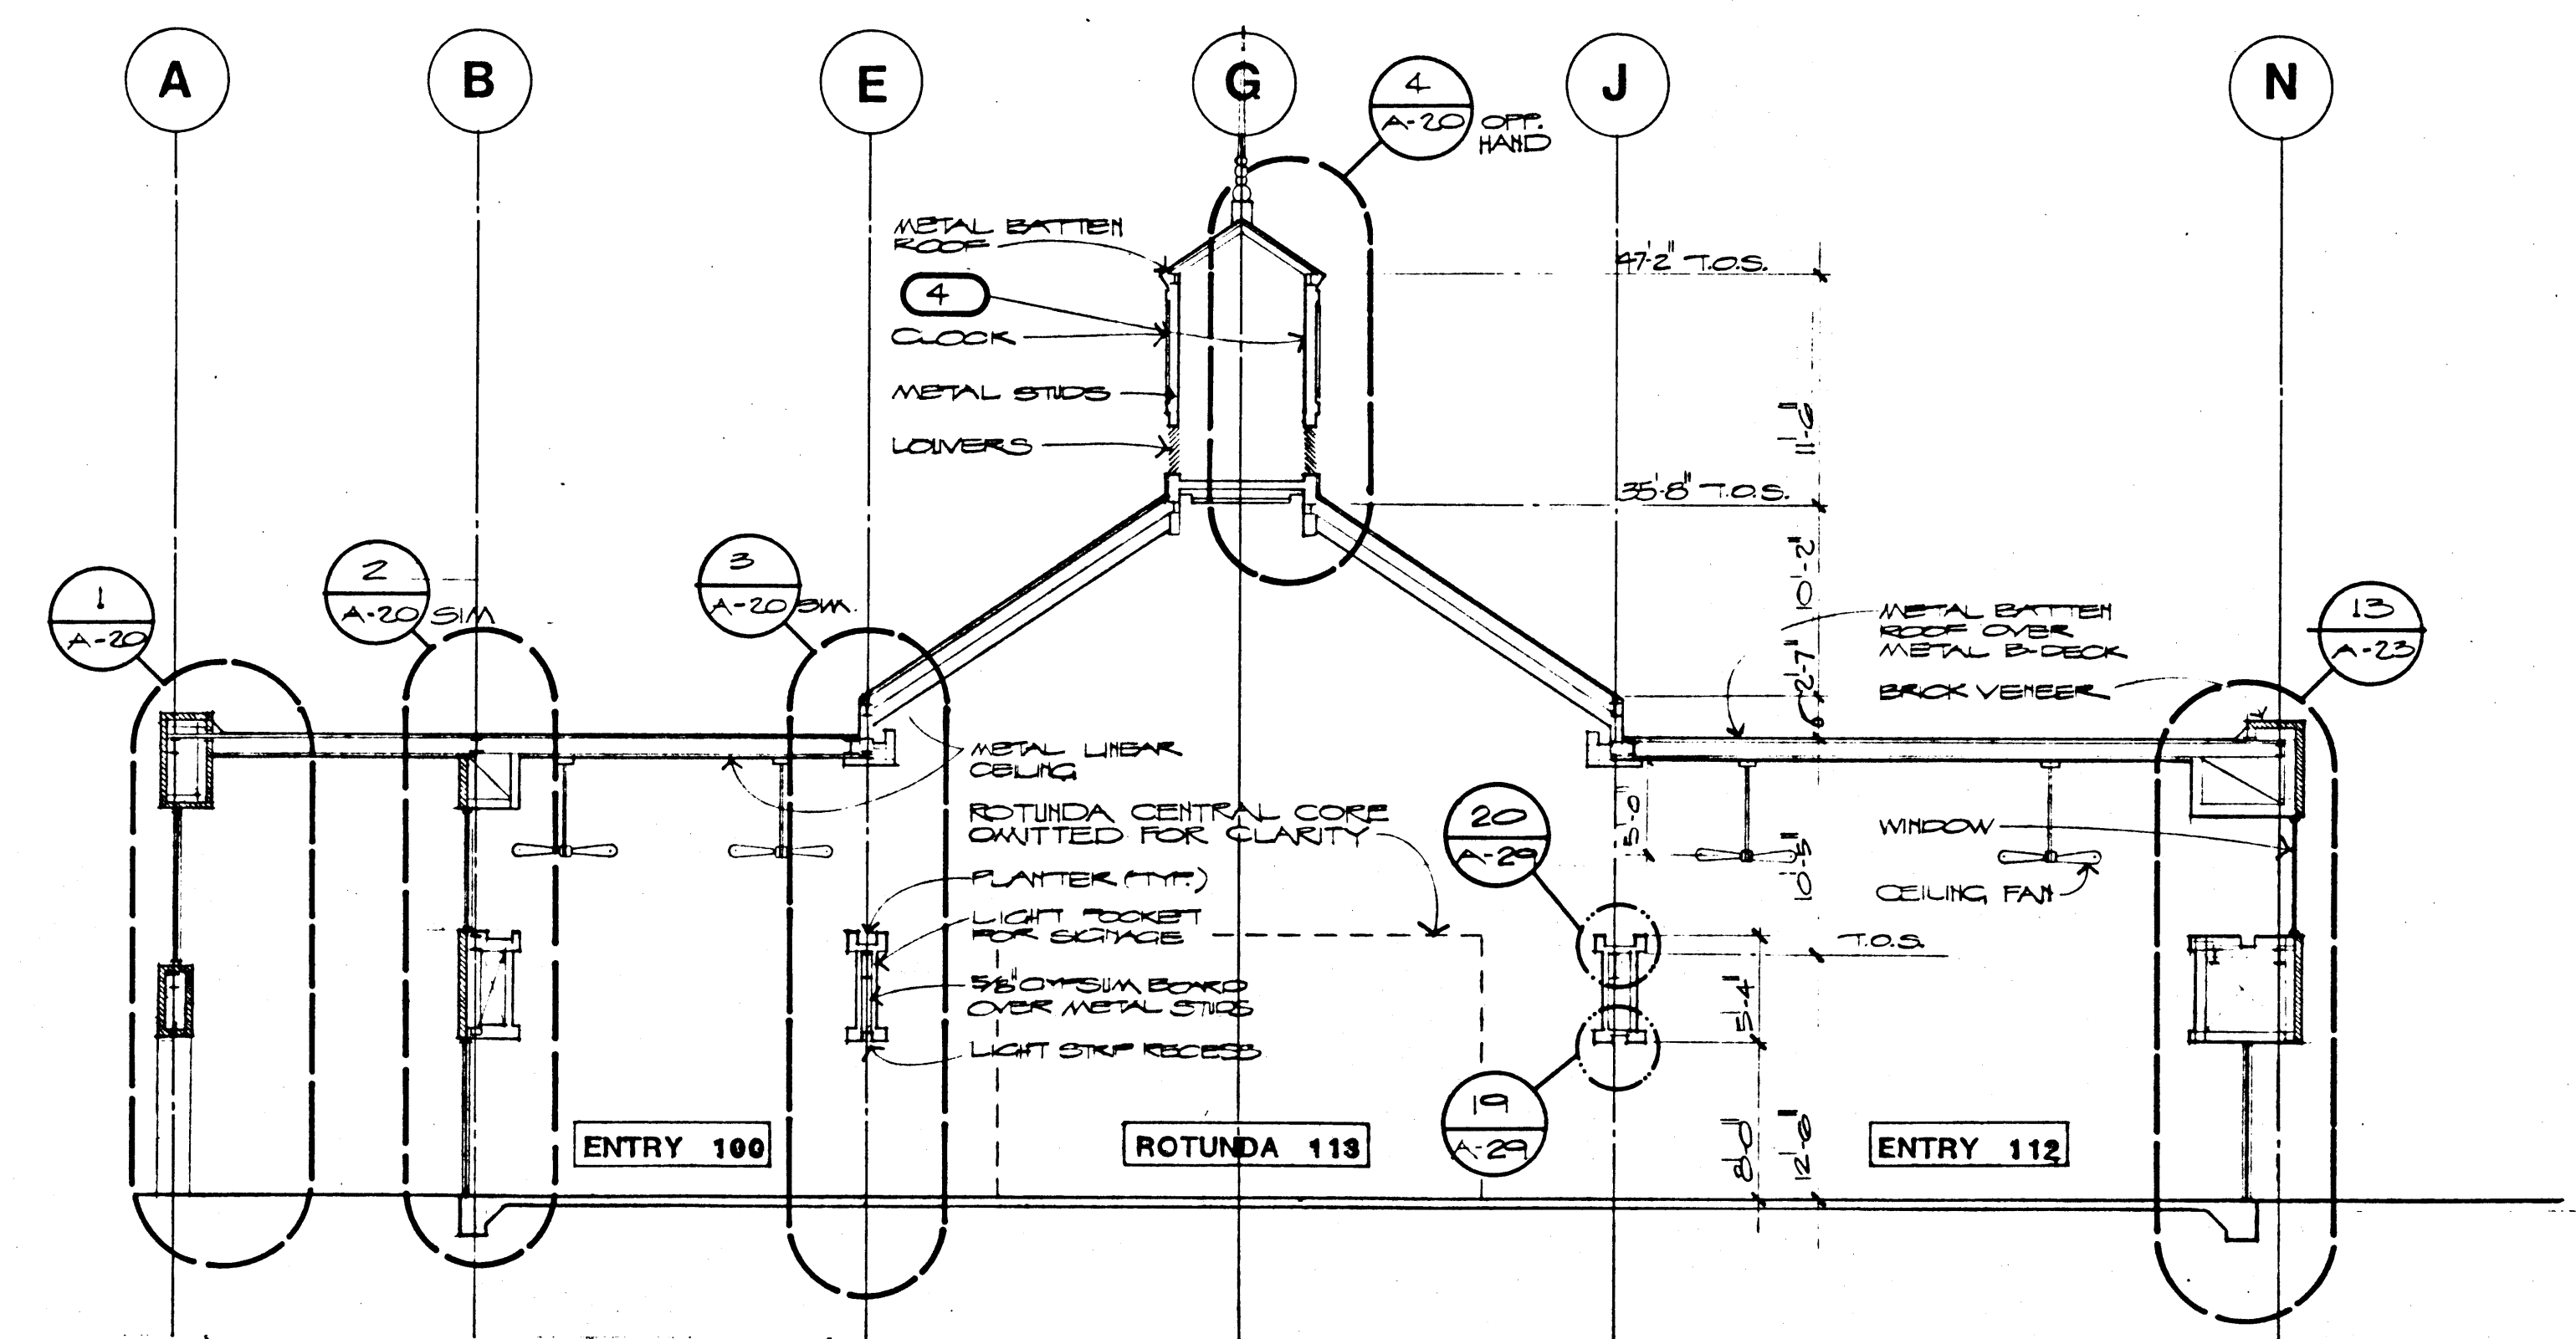 A
B
E
G
J
N
4
A-20
OPP.
HAND
METAL BATTEN
ROOF
4
CLOCK
METAL STUDS
LOUVERS
47'-2" T.O.S.
11'-6"
35'-8" T.O.S.
10'-2"
2'-7"
1
A-20
2
A-20 SIM
3
A-20 SIM.
METAL BATTEN
ROOF OVER
METAL B-DECK
BRICK VENEER
13
A-23
METAL LINEAR
CEILING
ROTUNDA CENTRAL CORE
OMITTED FOR CLARITY
PLANTER (TYP.)
LIGHT POCKET
FOR SIGNAGE
5/8" GYPSUM BOARD
OVER METAL STUDS
LIGHT STRIP RECESS
20
A-29
19
A-29
5'-0
10'-5"
WINDOW
CEILING FAN
T.O.S.
5'-4"
8'-0"
12'-6"
ENTRY 100
ROTUNDA 113
ENTRY 112